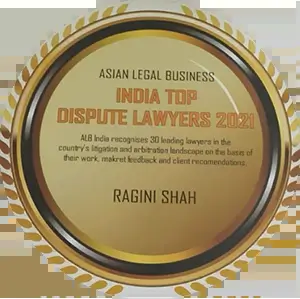 ASIAN LEGAL BUSINESS
INDIA TOP
DISPUTE LAWYERS 2021
ALB India recognises 30 leading lawyers in the
country's litigation and arbitration landscape on the basis of
their work, makret feedback and client recomendations.
RAGINI SHAH